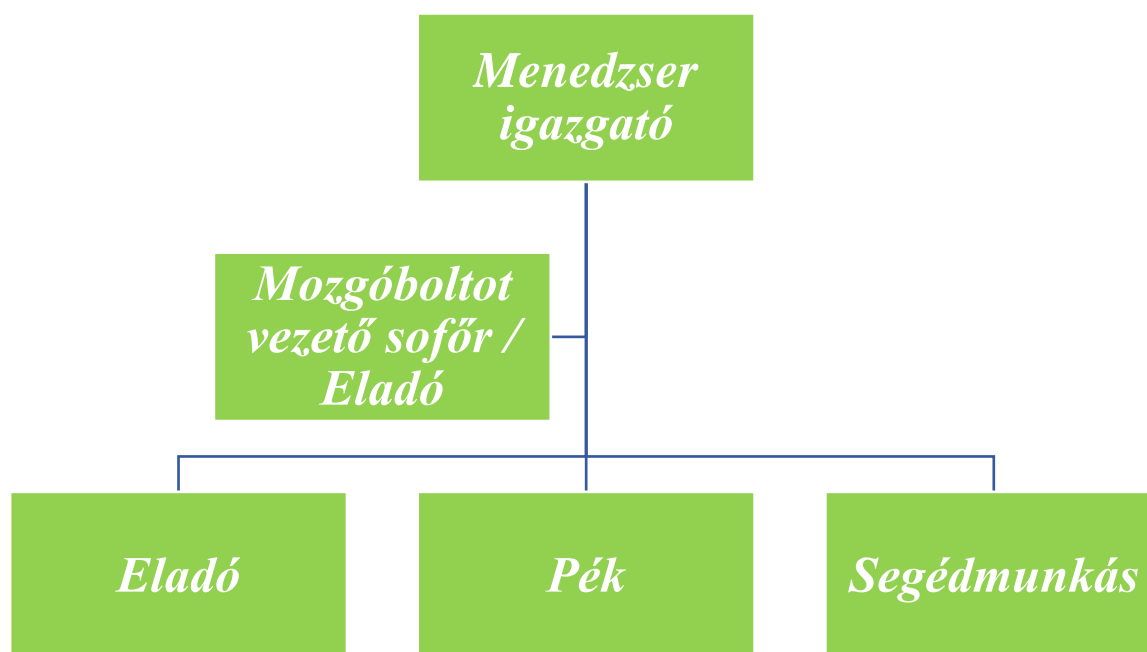 Menedzser
igazgató
Mozgóboltot
vezető sofőr /
Eladó
Eladó
Pék
Segédmunkás